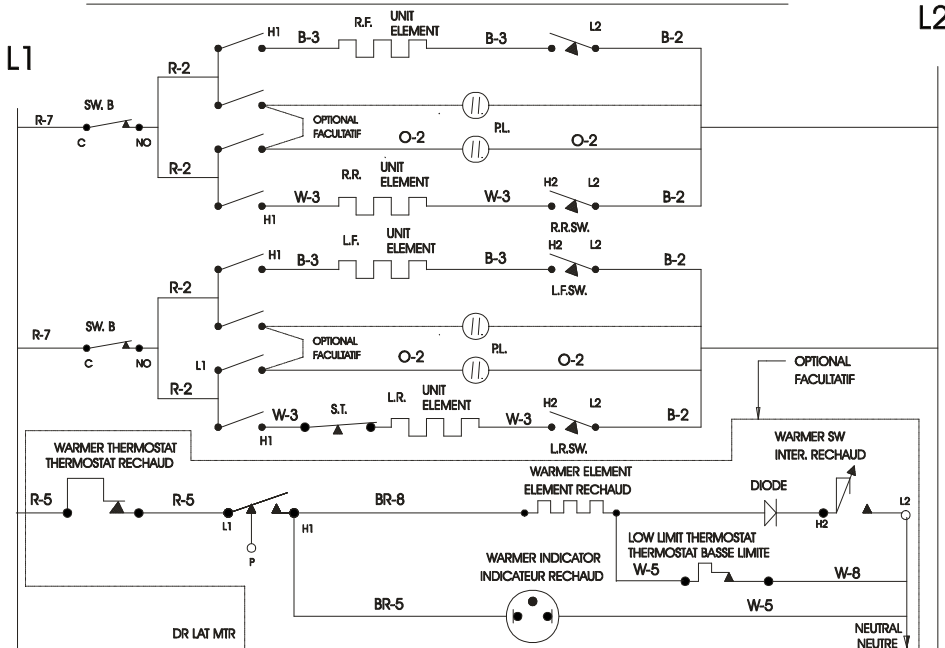 L1
L2
R.F.
UNIT
ELEMENT
H1
B-3
B-3
L2
B-2
R-2
SW. B
R-7
C
NO
OPTIONAL
FACULTATIF
P.L.
O-2
O-2
R-2
R.R.
UNIT
ELEMENT
W-3
W-3
H2
L2
B-2
H1
R.R.SW.
L.F.
UNIT
ELEMENT
H1
B-3
B-3
H2
L2
B-2
L.F.SW.
R-2
SW. B
R-7
C
NO
OPTIONAL
FACULTATIF
P.L.
L1
O-2
O-2
R-2
OPTIONAL
FACULTATIF
L.R.
UNIT
ELEMENT
S.T.
W-3
W-3
H2
L2
B-2
H1
L.R.SW.
WARMER THERMOSTAT
THERMOSTAT RECHAUD
WARMER SW
INTER. RECHAUD
WARMER ELEMENT
ELEMENT RECHAUD
DIODE
R-5
R-5
BR-8
L2
L1
H1
H2
P
LOW LIMIT THERMOSTAT
THERMOSTAT BASSE LIMITE
WARMER INDICATOR
INDICATEUR RECHAUD
W-5
W-8
BR-5
W-5
DR LAT MTR
NEUTRAL
NEUTRE